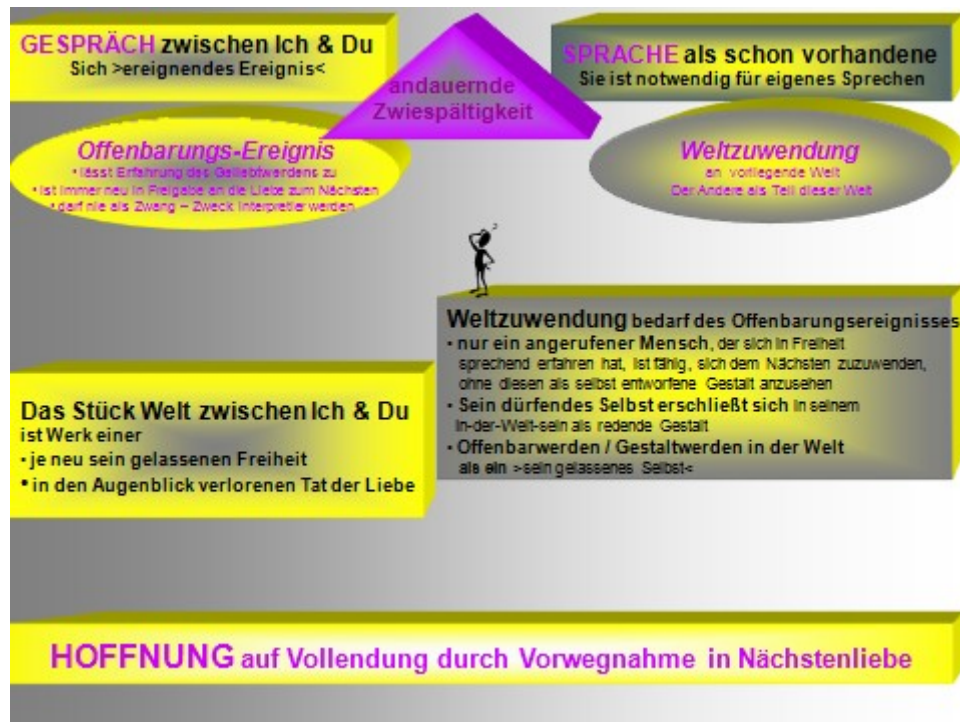 GESPRÄCH zwischen Ich & Du
Sich >ereignendes Ereignis<
andauernde
Zwiespältigkeit
SPRACHE als schon vorhandene
Sie ist notwendig für eigenes Sprechen
Offenbarungs-Ereignis
• lässt Erfahrung des Geliebtwerdens zu
• ist immer neu in Freigabe an die Liebe zum Nächsten
• darf nie als Zwang – Zweck interpretier werden
Weltzuwendung
an vorliegende Welt
Der Andere als Teil dieser Welt
Weltzuwendung bedarf des Offenbarungsereignisses
• nur ein angerufener Mensch, der sich in Freiheit
sprechend erfahren hat, ist fähig, sich dem Nächsten zuzuwenden,
ohne diesen als selbst entworfene Gestalt anzusehen
• Sein dürfendes Selbst erschließt sich in seinem
In-der-Welt-sein als redende Gestalt
• Offenbarwerden / Gestaltwerden in der Welt
als ein >sein gelassenes Selbst<
Das Stück Welt zwischen Ich & Du
ist Werk einer
• je neu sein gelassenen Freiheit
• in den Augenblick verlorenen Tat der Liebe
HOFFNUNG auf Vollendung durch Vorwegnahme in Nächstenliebe